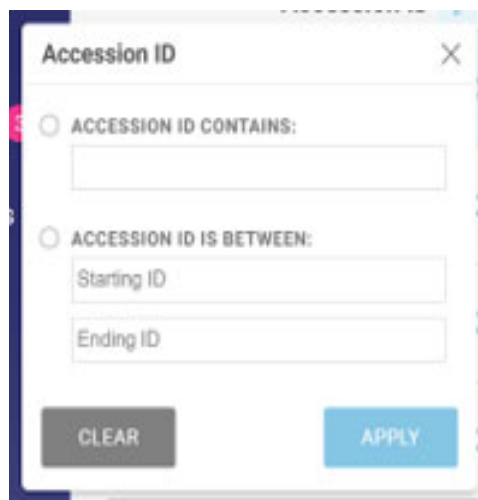 Accession ID
ACCESSION ID CONTAINS:
ACCESSION ID IS BETWEEN:
Starting ID
Ending ID
CLEAR
APPLY